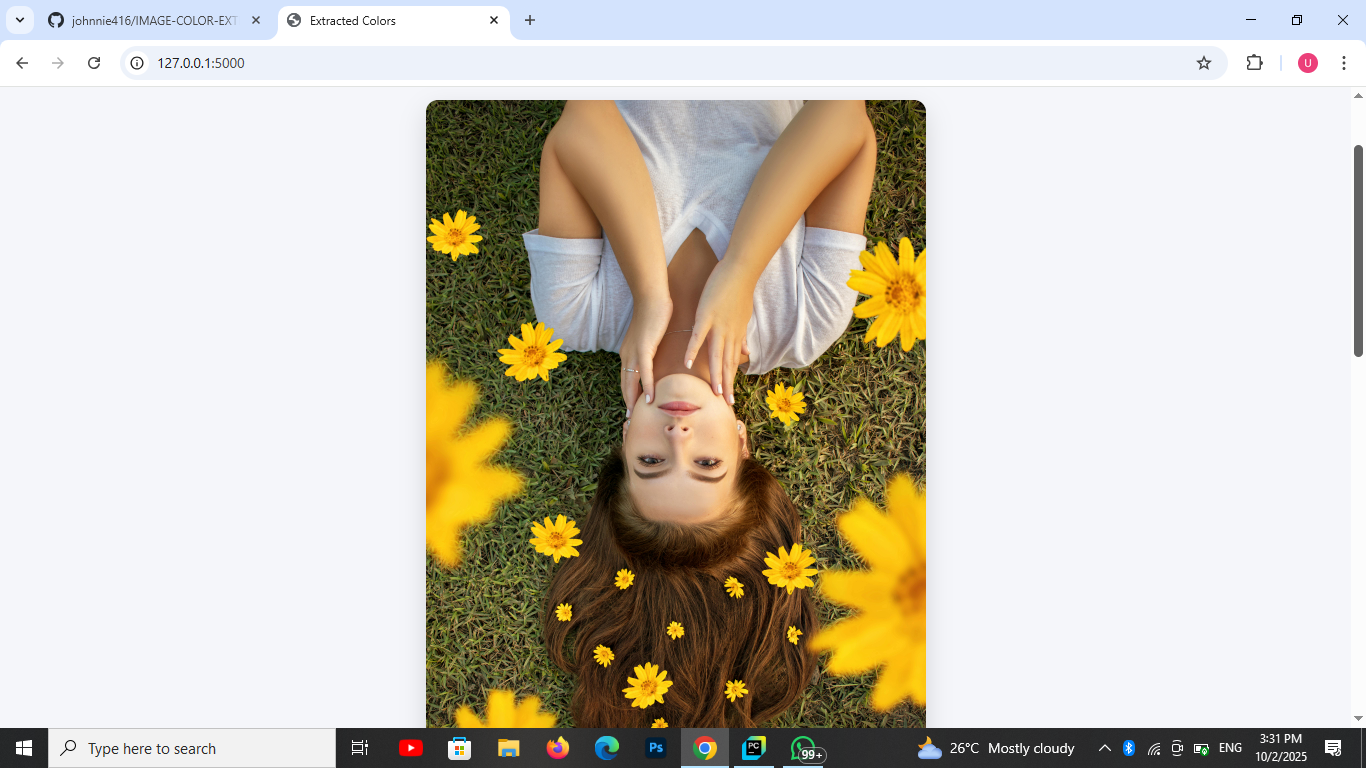 johnnie416/IMAGE-COLOR-EXT
Extracted Colors
127.0.0.1:5000
U
Type here to search
Ps
PC
99+
26°C Mostly cloudy
ENG
3:31 PM
10/2/2025